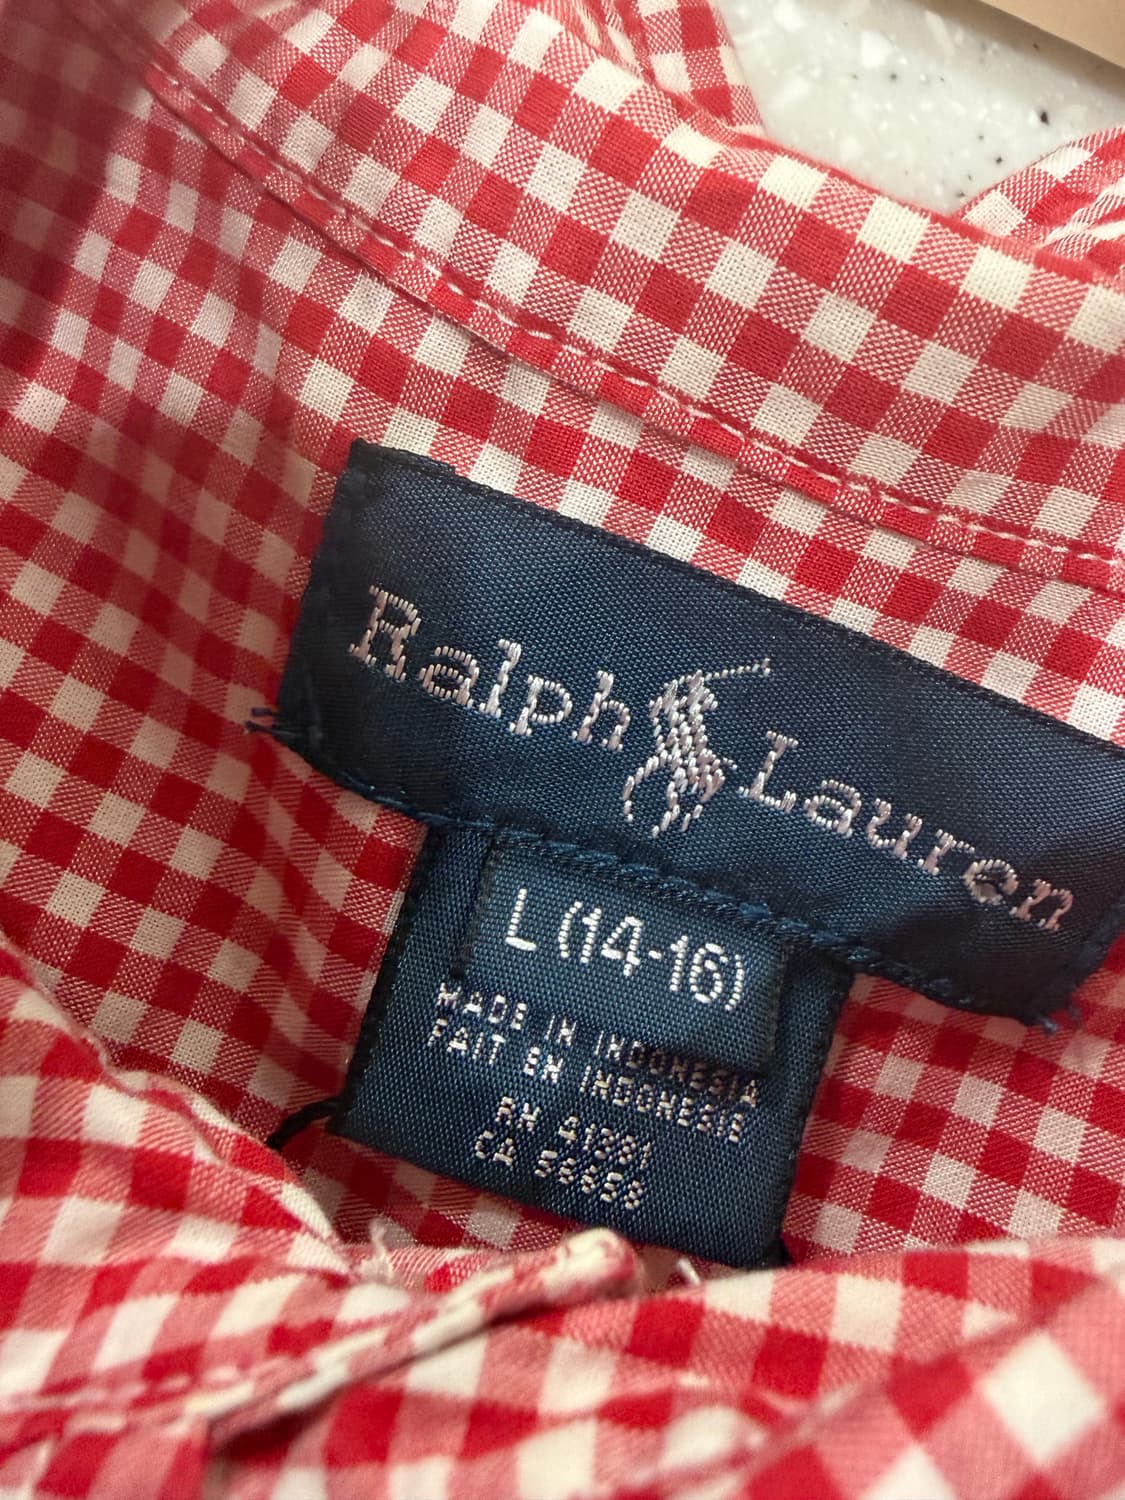 Ralph Lauren
L (14-16)
MADE IN INDONESIA
FAIT EN INDONESIE
RN 41381
CA 56658